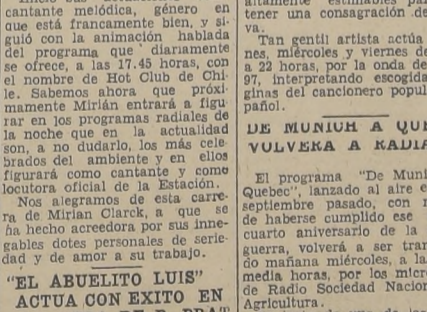 cantante melódica, género en
que está francamente bien, y si-
guió con la animación hablada
del programa que diariamente
se ofrece, a las 17.45 horas, con
el nombre de Hot Club de Chi-
le. Sabemos ahora que próxi-
mamente Mirián entrará a figu-
rar en los programas radiales de
la noche que en la actualidad
son, a no dudarlo, los más cele-
brados del ambiente y en ellos
figurará como cantante y como
locutora oficial de la Estación.
Nos alegramos de esta carre-
ra de Mirian Clarck, a que se
ha hecho acreedora por sus inne-
gables dotes personales de serie-
dad y de amor a su trabajo.
"EL ABUELITO LUIS"
ACTUA CON EXITO EN
altamente estimables
tener una consagración de
va.
Tan gentil artista actúa
nes, miércoles y viernes
a 22 horas, por la onda de
97, interpretando escogida
ginas del cancionero popul
pañol.
DE MUNICH A QUE
VOLVERA A RADIA
El programa "De Muni
Quebec", lanzado al aire e
septiembre pasado, con
de haberse cumplido ese
cuarto aniversario de la
guerra, volverá a ser tran
do mañana miércoles, a la
media horas, por los micr
de Radio Sociedad Nacion
Agricultura.